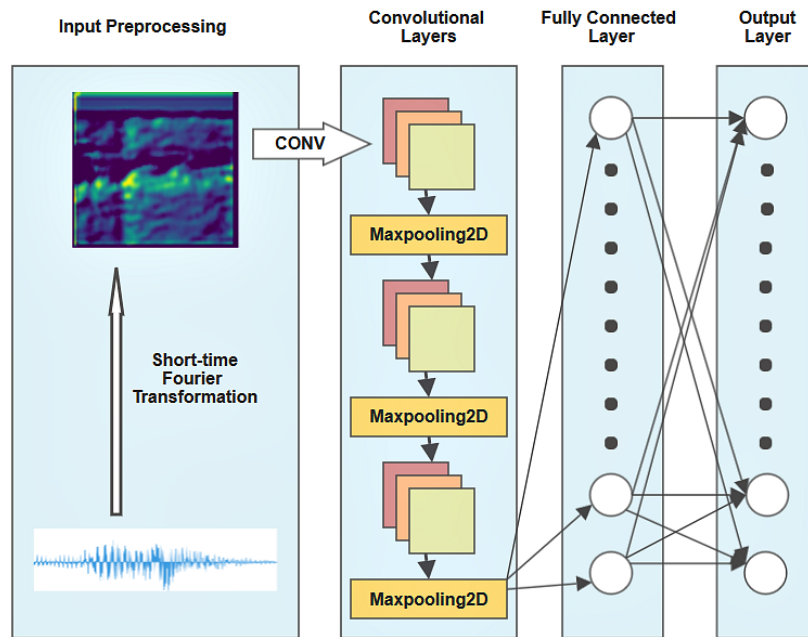 Input Preprocessing
Convolutional
Layers
Fully Connected
Layer
Output
Layer
CONV
Maxpooling2D
Short-time
Fourier
Transformation
Maxpooling2D
Maxpooling2D